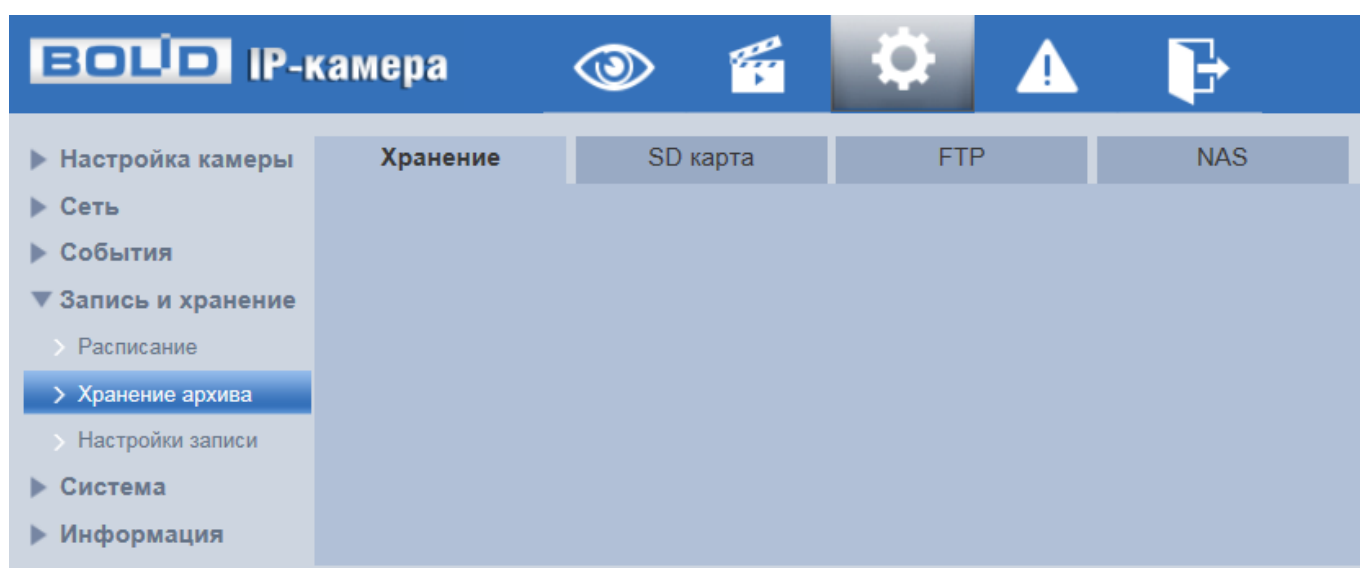 BOLID IP-камера
Настройка камеры
Сеть
События
Запись и хранение
Расписание
Хранение архива
Настройки записи
Система
Информация
Хранение SD карта FTP NAS